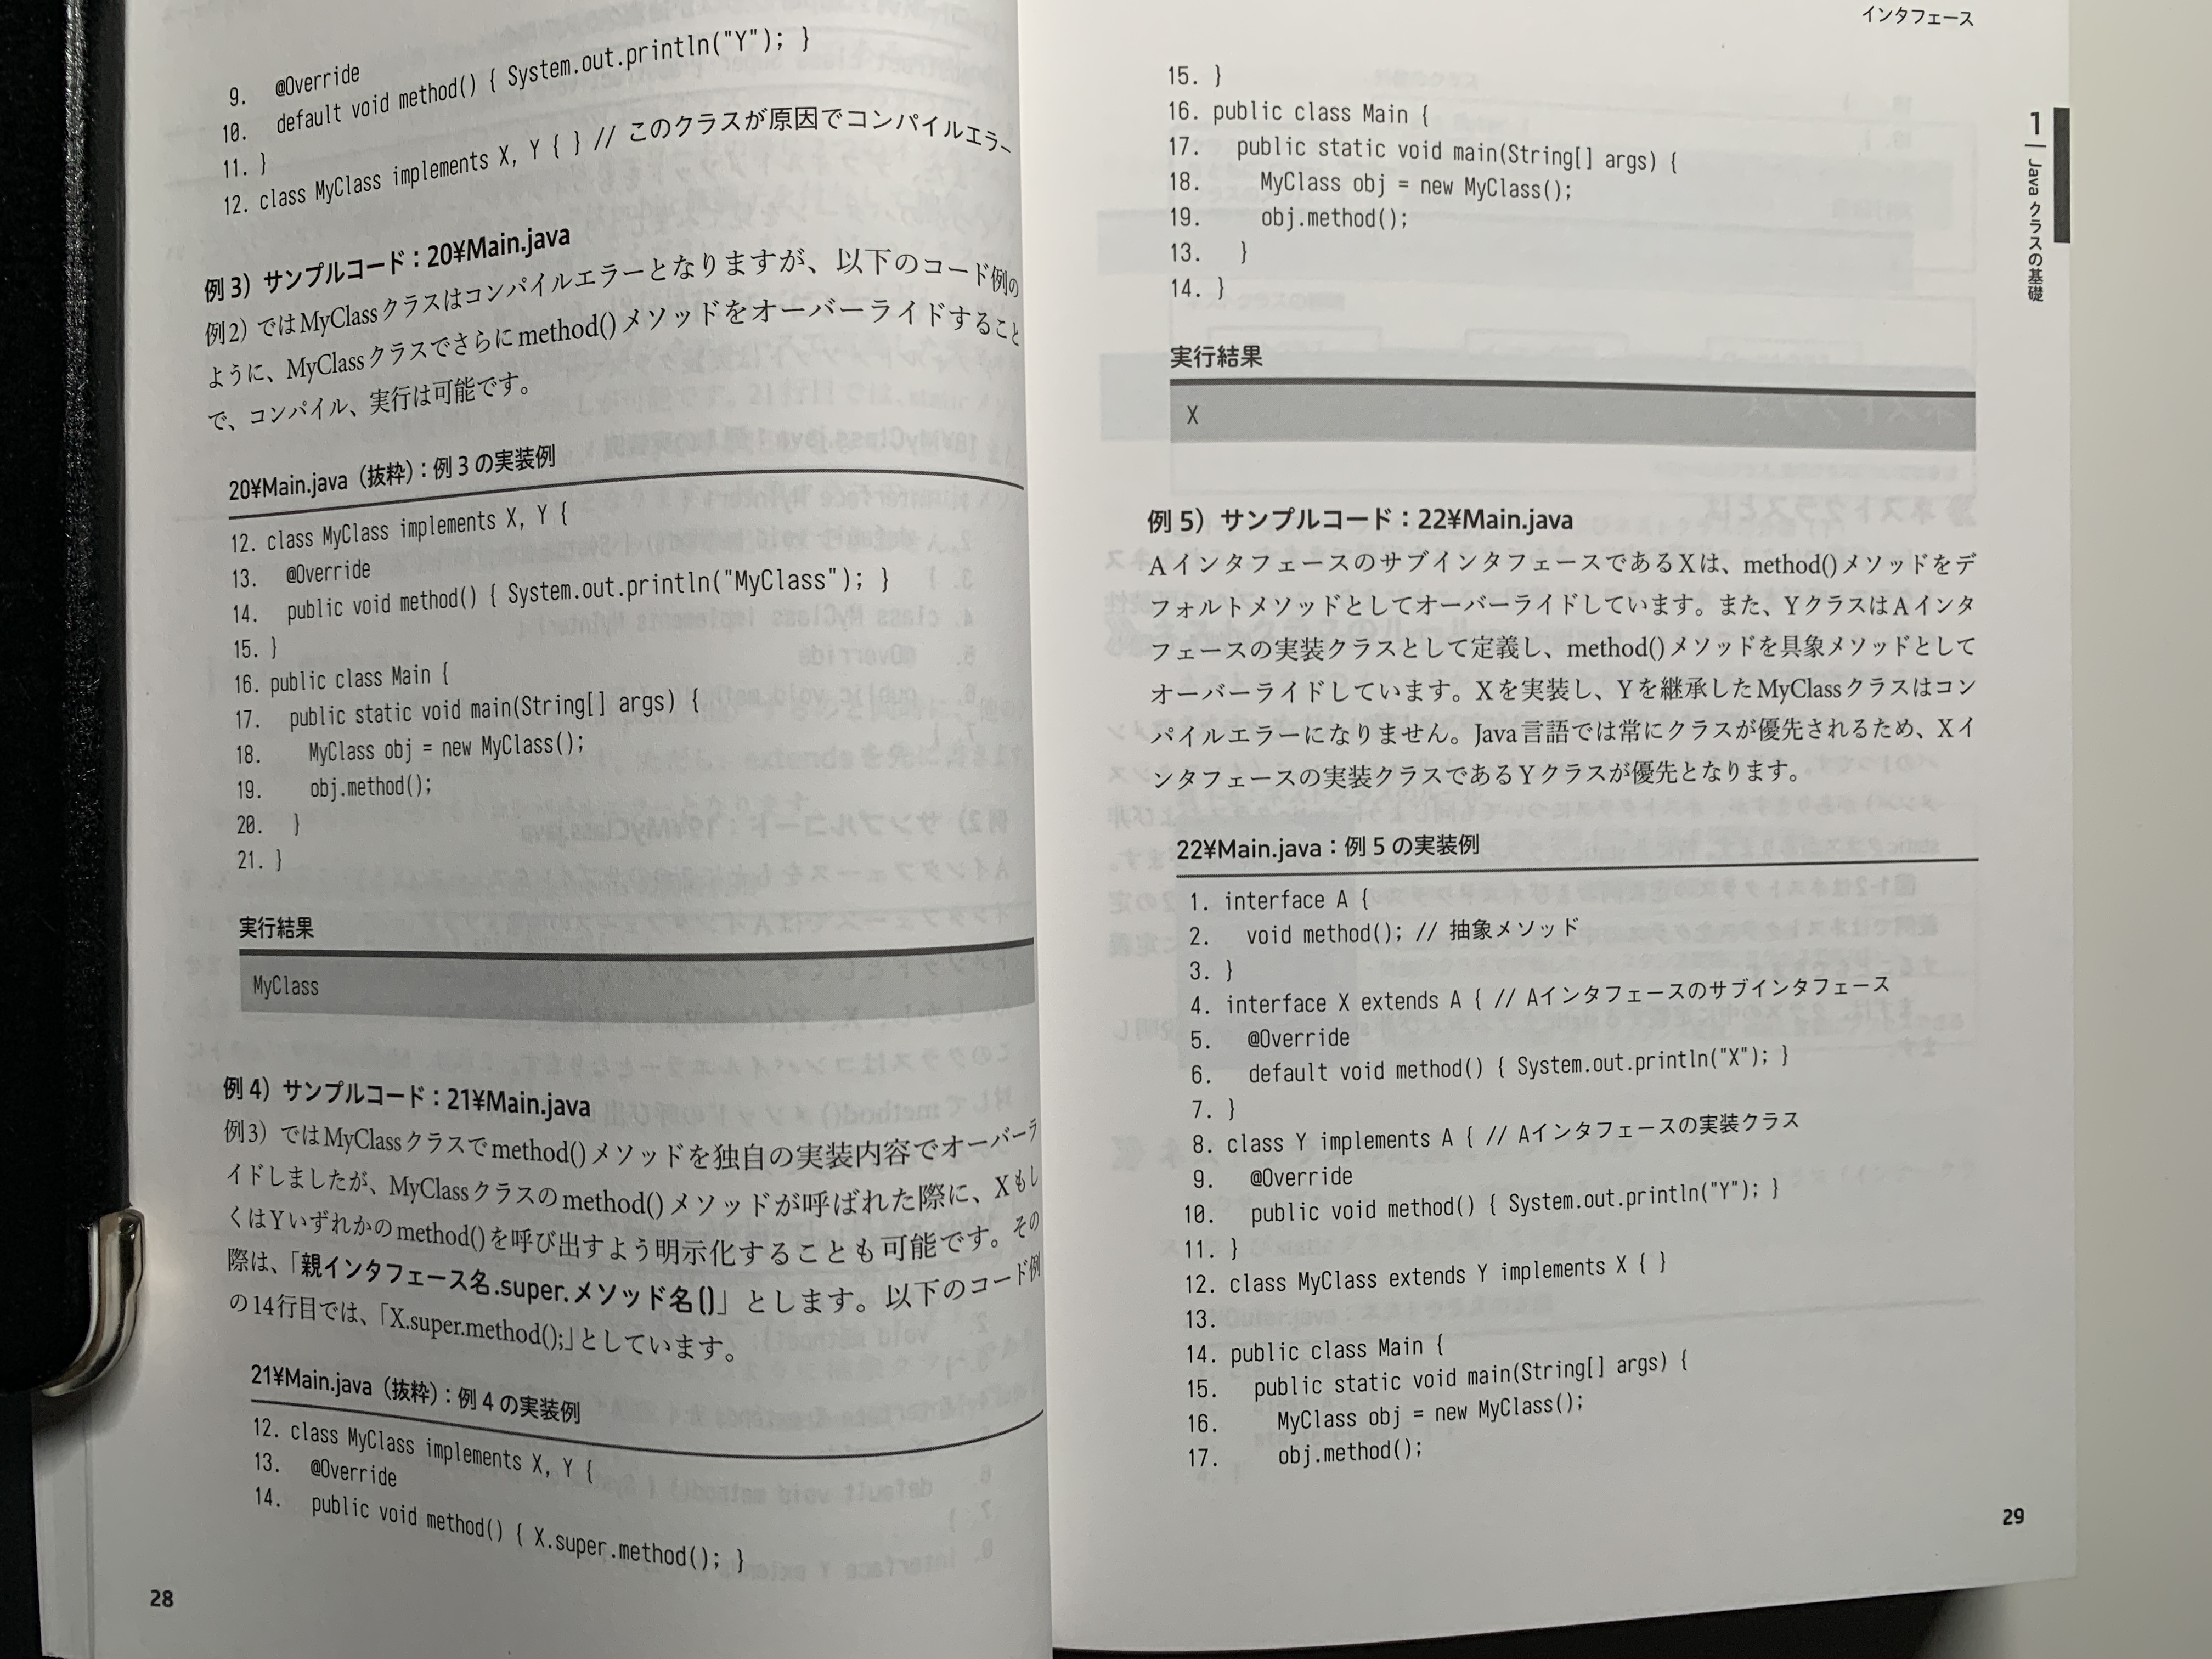 9.   @Override
10.   default void method() { System.out.println("Y"); }
11. }
12. class MyClass implements X, Y { } // このクラスが原因でコンパイルエラー
例3）サンプルコード：20¥Main.java
例2）ではMyClassクラスはコンパイルエラーとなりますが、以下のコード例の
ように、MyClassクラスでさらにmethod()メソッドをオーバーライドすること
で、コンパイル、実行は可能です。
20¥Main.java（抜粋）：例3の実装例
12. class MyClass implements X, Y {
13.   @Override
14.   public void method() { System.out.println("MyClass"); }
15. }
16. public class Main {
17.   public static void main(String[] args) {
18.     MyClass obj = new MyClass();
19.     obj.method();
20.   }
21. }
実行結果
MyClass
例4）サンプルコード：21¥Main.java
例3）ではMyClassクラスでmethod()メソッドを独自の実装内容でオーバーラ
イドしましたが、MyClassクラスのmethod()メソッドが呼ばれた際に、Xもし
くはYいずれかのmethod()を呼び出すよう明示化することも可能です。その
際は、「親インタフェース名.super.メソッド名()」とします。以下のコード例
の14行目では、「X.super.method();」としています。
21¥Main.java（抜粋）：例4の実装例
12. class MyClass implements X, Y {
13.   @Override
14.   public void method() { X.super.method(); }
28
インタフェース
1
Javaクラスの基礎
15. }
16. public class Main {
17.   public static void main(String[] args) {
18.     MyClass obj = new MyClass();
19.     obj.method();
13.   }
14. }
実行結果
X
例5）サンプルコード：22¥Main.java
AインタフェースのサブインタフェースであるXは、method()メソッドをデ
フォルトメソッドとしてオーバーライドしています。また、YクラスはAインタ
フェースの実装クラスとして定義し、method()メソッドを具象メソッドとして
オーバーライドしています。Xを実装し、Yを継承したMyClassクラスはコン
パイルエラーになりません。Java言語では常にクラスが優先されるため、Xイ
ンタフェースの実装クラスであるYクラスが優先となります。
22¥Main.java：例5の実装例
1. interface A {
2.   void method(); // 抽象メソッド
3. }
4. interface X extends A { // Aインタフェースのサブインタフェース
5.   @Override
6.   default void method() { System.out.println("X"); }
7. }
8. class Y implements A { // Aインタフェースの実装クラス
9.   @Override
10.   public void method() { System.out.println("Y"); }
11. }
12. class MyClass extends Y implements X { }
13.
14. public class Main {
15.   public static void main(String[] args) {
16.     MyClass obj = new MyClass();
17.     obj.method();
29